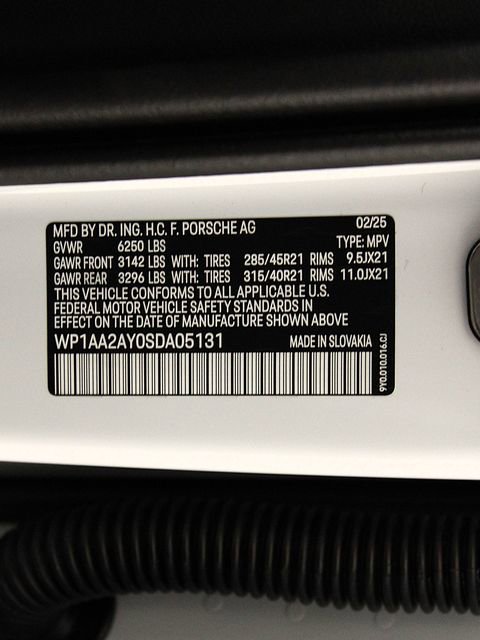 MFD BY DR. ING. H.C. F. PORSCHE AG 02/25
GVWR 6250 LBS TYPE: MPV
GAWR FRONT 3142 LBS WITH: TIRES 285/45R21 RIMS 9.5JX21
GAWR REAR 3296 LBS WITH: TIRES 315/40R21 RIMS 11.0JX21
THIS VEHICLE CONFORMS TO ALL APPLICABLE U.S.
FEDERAL MOTOR VEHICLE SAFETY STANDARDS IN
EFFECT ON THE DATE OF MANUFACTURE SHOWN ABOVE
WP1AA2AY0SDA05131 MADE IN SLOVAKIA
9Y0.010.016.CJ